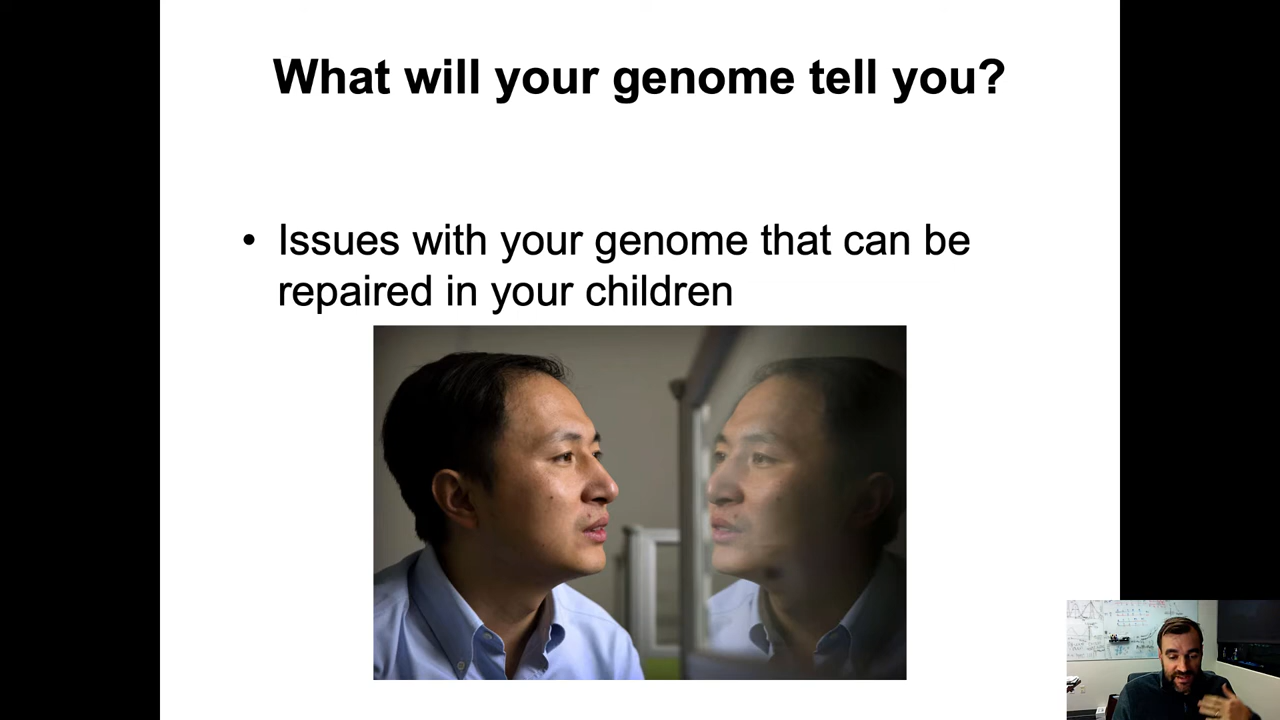 What will your genome tell you?
• Issues with your genome that can be
repaired in your children